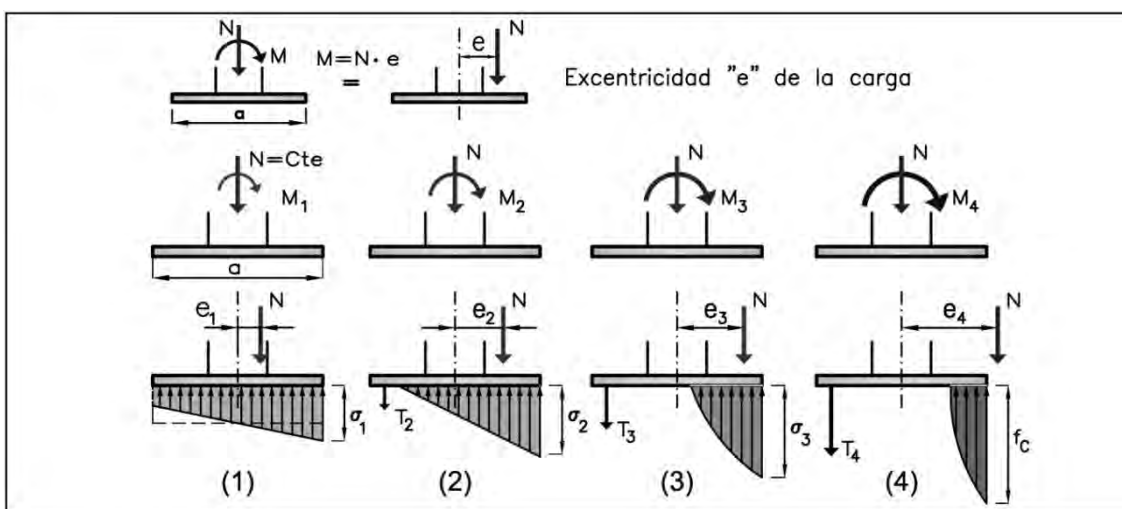 N
M
M=N·e
=
e
N
Excentricidad "e" de la carga
a
N=Cte
M₁
N
M₂
N
M₃
N
M₄
a
e₁
N
e₂
N
e₃
N
e₄
N
σ₁
T₂
σ₂
T₃
σ₃
T₄
f_c
(1)
(2)
(3)
(4)